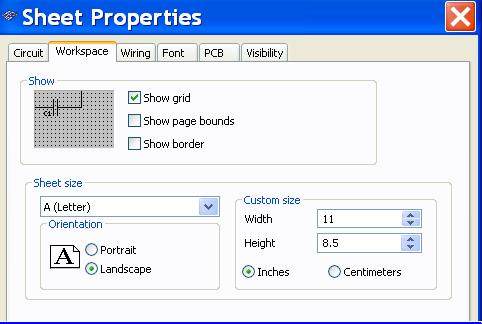 Sheet Properties
Circuit Workspace Wiring Font PCB Visibility
Show
C1
Show grid
Show page bounds
Show border
Sheet size
A (Letter)
Orientation
A
Portrait
Landscape
Custom size
Width 11
Height 8.5
Inches Centimeters